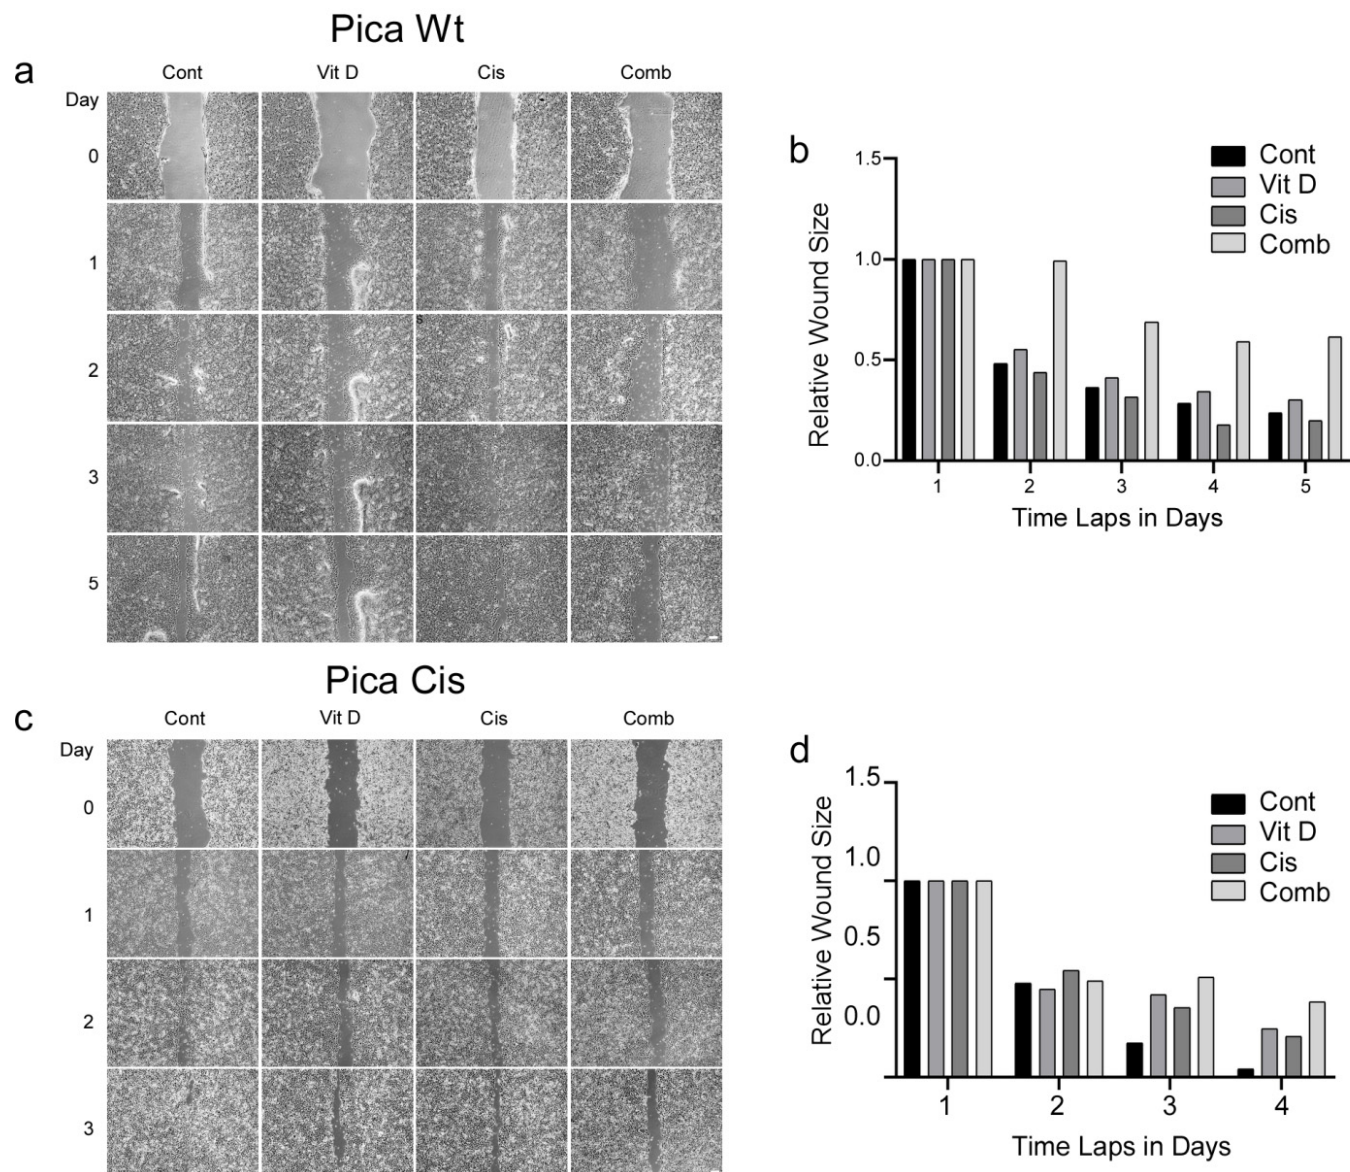 Pica Wt
a
Cont Vit D Cis Comb
Day
0
1
2
3
5
b
Cont
Vit D
Cis
Comb
1.5
1.0
0.5
0.0
Relative Wound Size
1 2 3 4 5
Time Laps in Days
Pica Cis
c
Cont Vit D Cis Comb
Day
0
1
2
3
d
Cont
Vit D
Cis
Comb
1.5
1.0
0.5
0.0
Relative Wound Size
1 2 3 4
Time Laps in Days